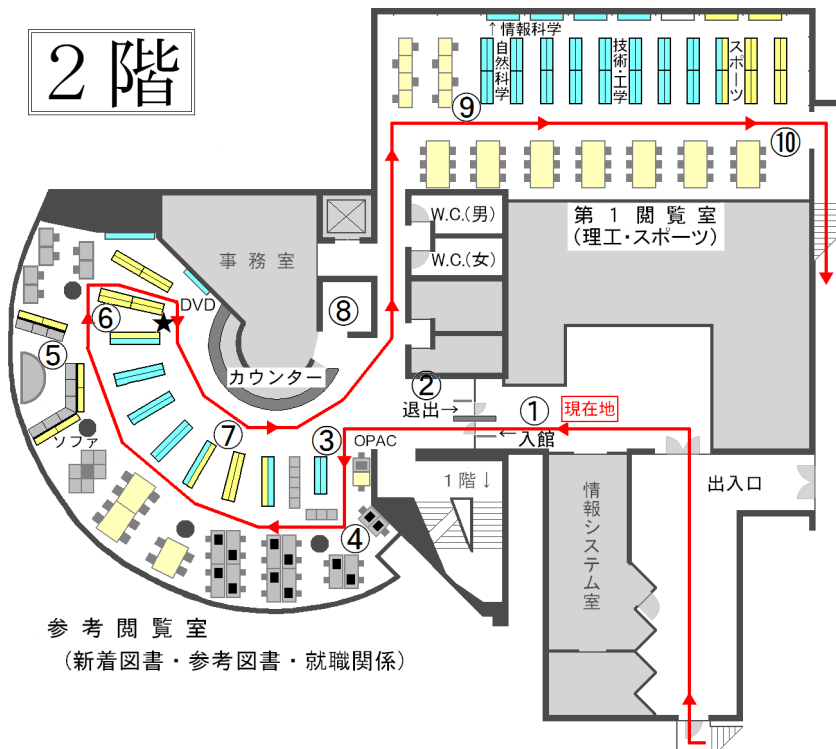 2階
↑情報科学
自然科学
技術・工学
スポーツ
⑨
⑩
W.C.(男)
W.C.(女)
第1閲覧室
(理工・スポーツ)
事務室
DVD
⑥
★
⑧
⑤
カウンター
②
退出→
①
現在地
←入館
ソファ
⑦
③
OPAC
1階↓
出入口
④
情報システム室
参考閲覧室
(新着図書・参考図書・就職関係)